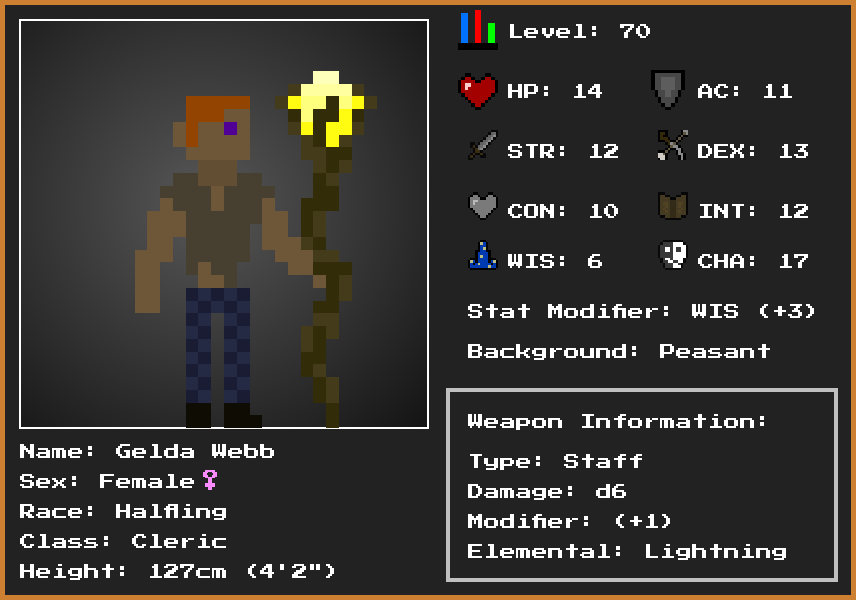 Level: 70
HP: 14 AC: 11
STR: 12 DEX: 13
CON: 10 INT: 12
WIS: 6 CHA: 17
Stat Modifier: WIS (+3)
Background: Peasant
Weapon Information:
Type: Staff
Damage: d6
Modifier: (+1)
Elemental: Lightning
Name: Gelda Webb
Sex: Female♀
Race: Halfling
Class: Cleric
Height: 127cm (4'2")